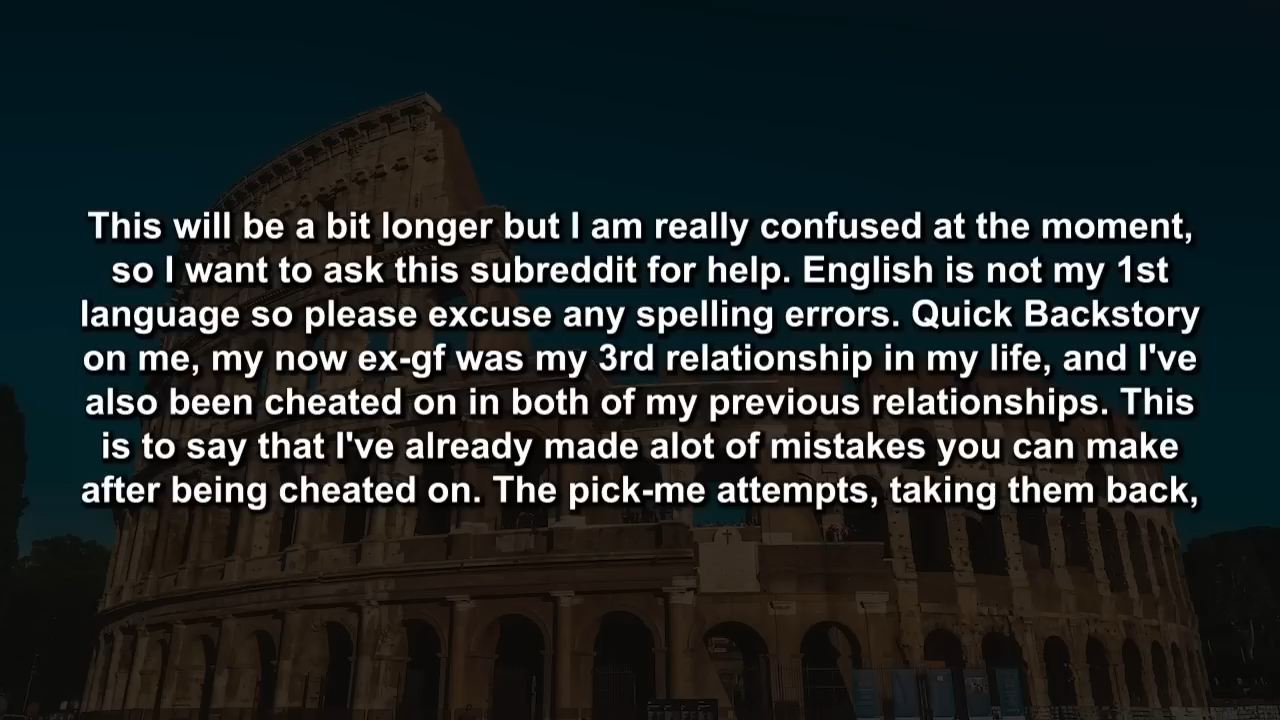 This will be a bit longer but I am really confused at the moment,
so I want to ask this subreddit for help. English is not my 1st
language so please excuse any spelling errors. Quick Backstory
on me, my now ex-gf was my 3rd relationship in my life, and I've
also been cheated on in both of my previous relationships. This
is to say that I've already made alot of mistakes you can make
after being cheated on. The pick-me attempts, taking them back,